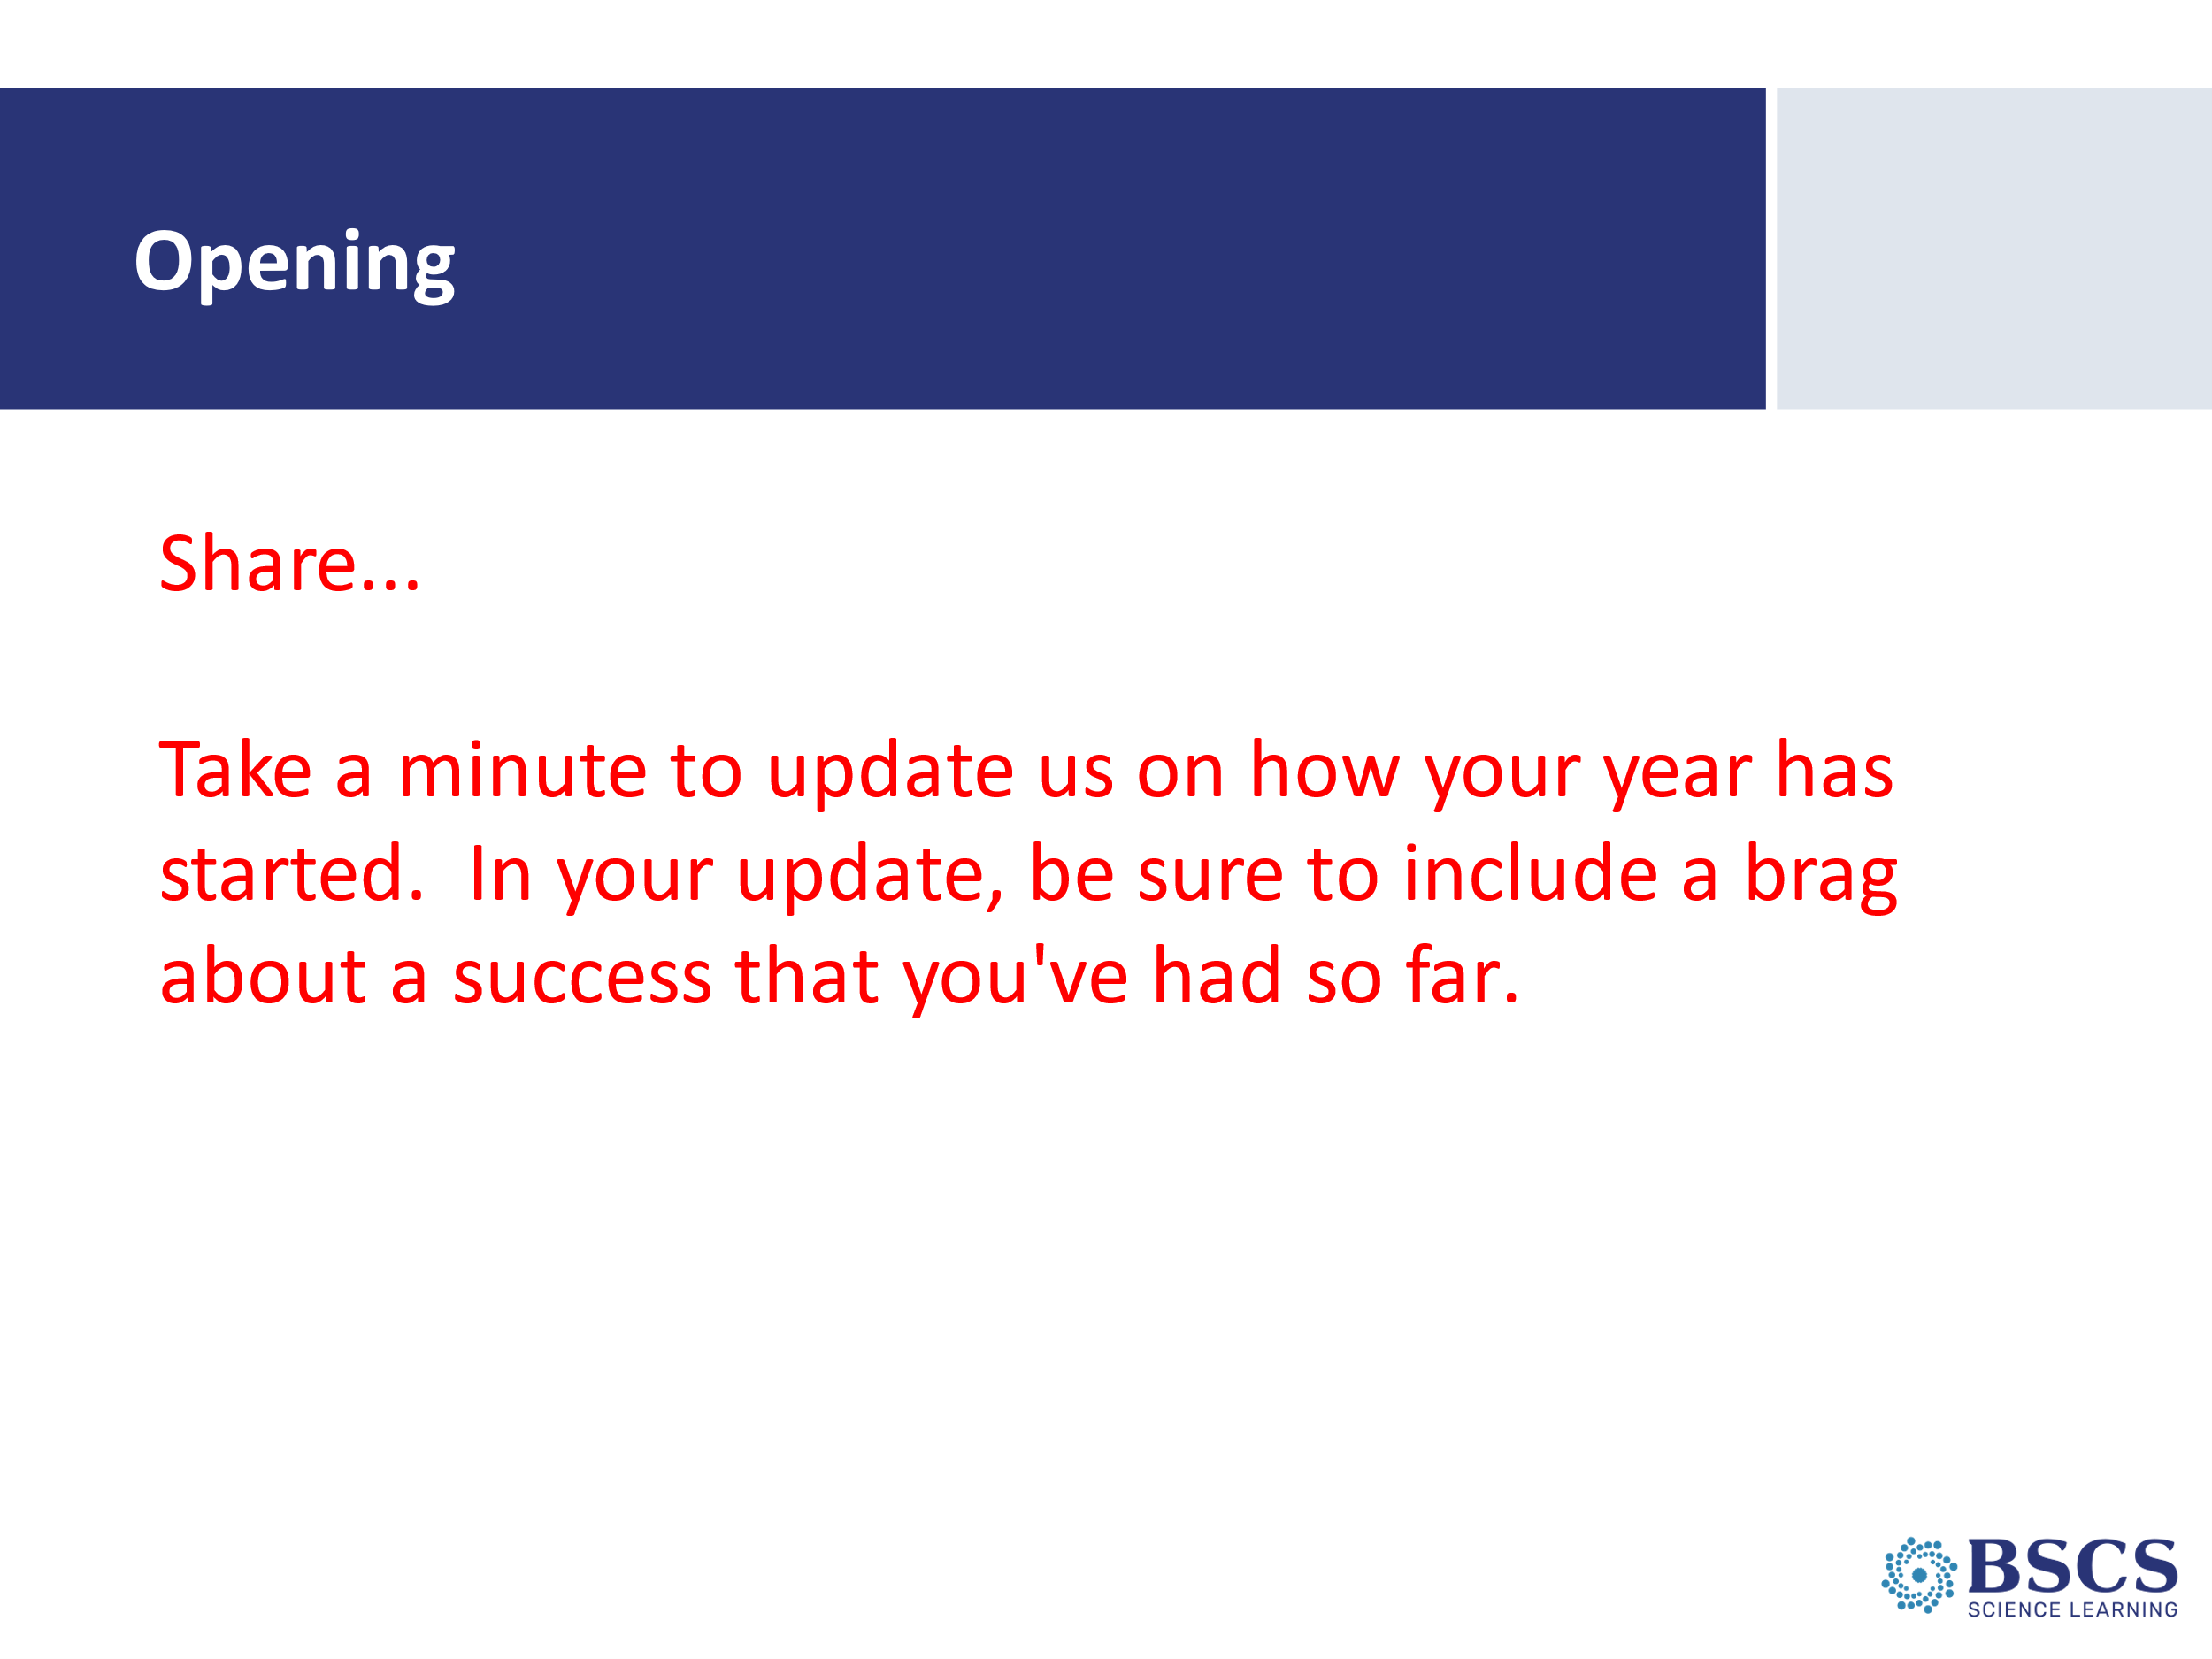 Opening
Share…
Take a minute to update us on how your year has
started.  In your update, be sure to include a brag
about a success that you've had so far.
BSCS
SCIENCE LEARNING